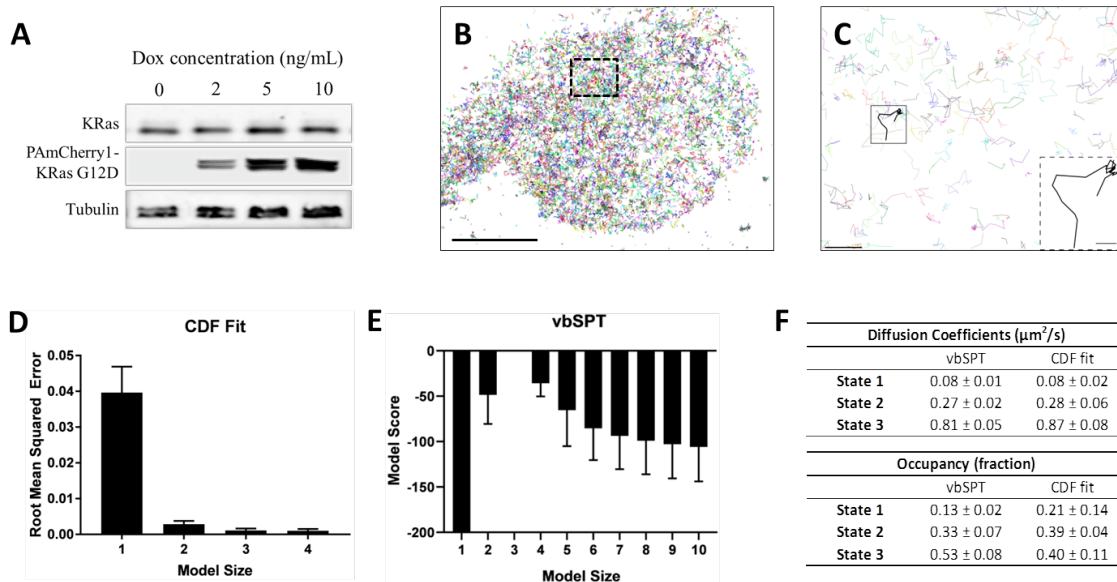 A
Dox concentration (ng/mL)
0 2 5 10
KRas
PAmCherry1-
KRas G12D
Tubulin
B
C
D
CDF Fit
Root Mean Squared Error
0.05
0.04
0.03
0.02
0.01
0.00
1 2 3 4
Model Size
E
vbSPT
Model Score
0
-50
-100
-150
-200
1 2 3 4 5 6 7 8 9 10
Model Size
F
Diffusion Coefficients (µm²/s)
vbSPT CDF fit
State 1 0.08 ± 0.01 0.08 ± 0.02
State 2 0.27 ± 0.02 0.28 ± 0.06
State 3 0.81 ± 0.05 0.87 ± 0.08
Occupancy (fraction)
vbSPT CDF fit
State 1 0.13 ± 0.02 0.21 ± 0.14
State 2 0.33 ± 0.07 0.39 ± 0.04
State 3 0.53 ± 0.08 0.40 ± 0.11